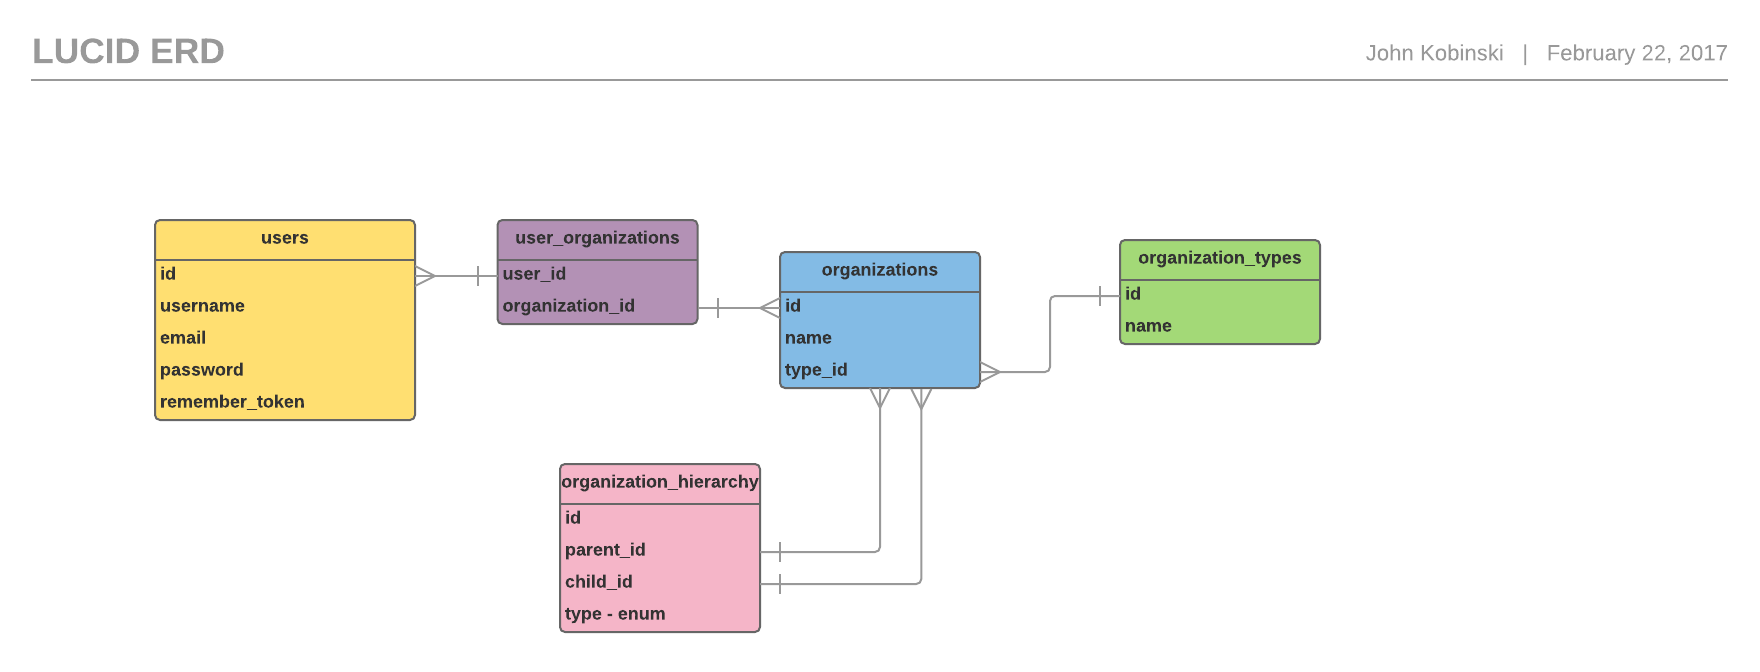 LUCID ERD
John Kobinski | February 22, 2017
users
id
username
email
password
remember_token
user_organizations
user_id
organization_id
organizations
id
name
type_id
organization_types
id
name
organization_hierarchy
id
parent_id
child_id
type - enum